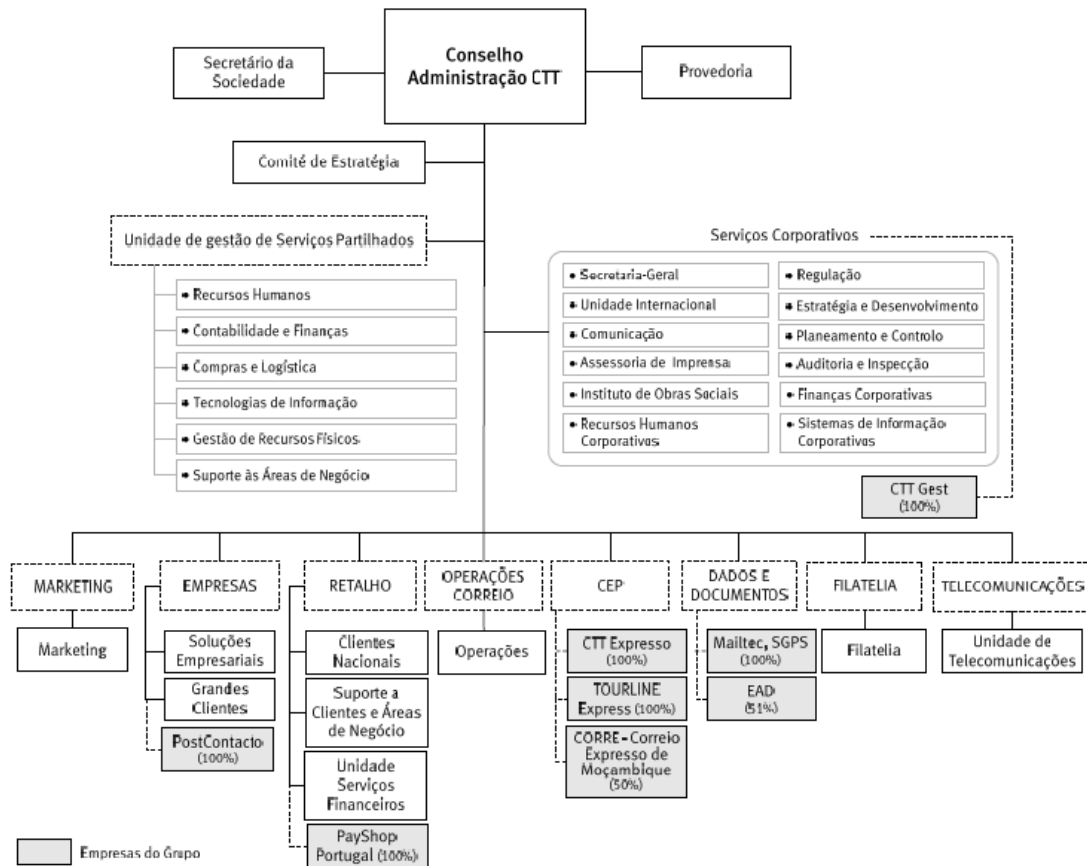 Conselho
Administração CTT
Secretário da
Sociedade
Provedoria
Comité de Estratégia
Unidade de gestão de Serviços Partilhados
Recursos Humanos
Contabilidade e Finanças
Compras e Logística
Tecnologias de Informação
Gestão de Recursos Físicos
Suporte às Áreas de Negócio
Serviços Corporativos
Secretaria-Geral
Unidade Internacional
Comunicação
Assessoria de Imprensa
Instituto de Obras Sociais
Recursos Humanos
Corporativas
Regulação
Estratégia e Desenvolvimento
Planeamento e Controlo
Auditoria e Inspecção
Finanças Corporativas
Sistemas de Informação
Corporativas
CTT Gest
(100%)
MARKETING
Marketing
EMPRESAS
Soluções
Empresariais
Grandes
Clientes
PostContacto
(100%)
RETALHO
Clientes
Nacionais
Suporte a
Clientes e Áreas
de Negócio
Unidade
Serviços
Financeiros
PayShop
Portugal (100%)
OPERAÇÕES
CORREIO
Operações
CEP
CTT Expresso
(100%)
TOURLINE
Express (100%)
CORRE - Correio
Expresso de
Moçambique
(50%)
DADOS E
DOCUMENTOS
Mailtec, SGPS
(100%)
EAD
(51%)
FILATELIA
Filatelia
TELECOMUNICAÇÕES
Unidade de
Telecomunicações
Empresas do Grupo